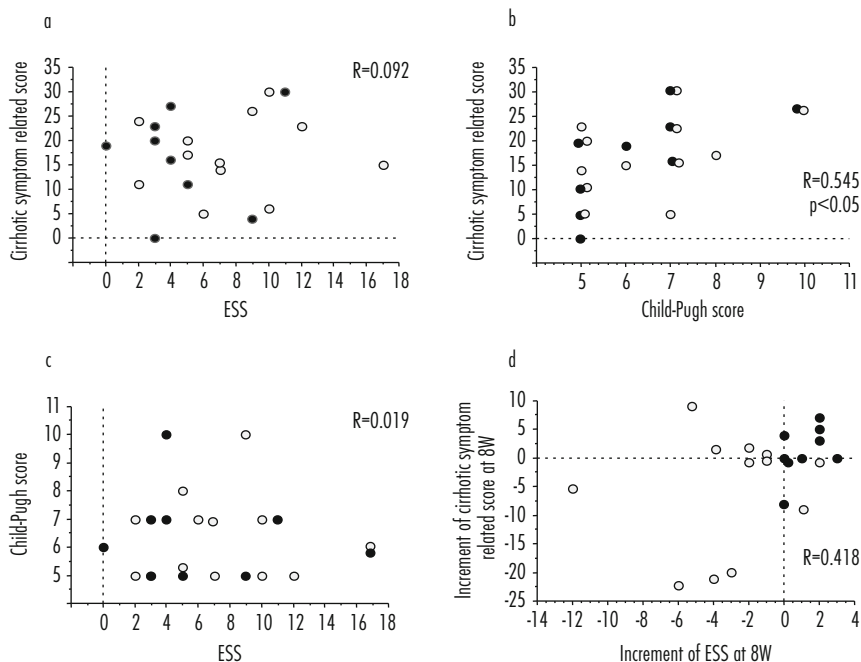 a
Cirrhotic symptom related score
35
30
25
20
15
10
5
0
R=0.092
0 2 4 6 8 10 12 14 16 18
ESS
b
Cirrhotic symptom related score
35
30
25
20
15
10
5
0
R=0.545
p<0.05
5 6 7 8 9 10 11
Child-Pugh score
c
Child-Pugh score
11
10
9
8
7
6
5
R=0.019
0 2 4 6 8 10 12 14 16 18
ESS
d
Increment of cirrhotic symptom
related score at 8W
10
5
0
-5
-10
-15
-20
-25
R=0.418
-14 -12 -10 -8 -6 -4 -2 0 2 4
Increment of ESS at 8W